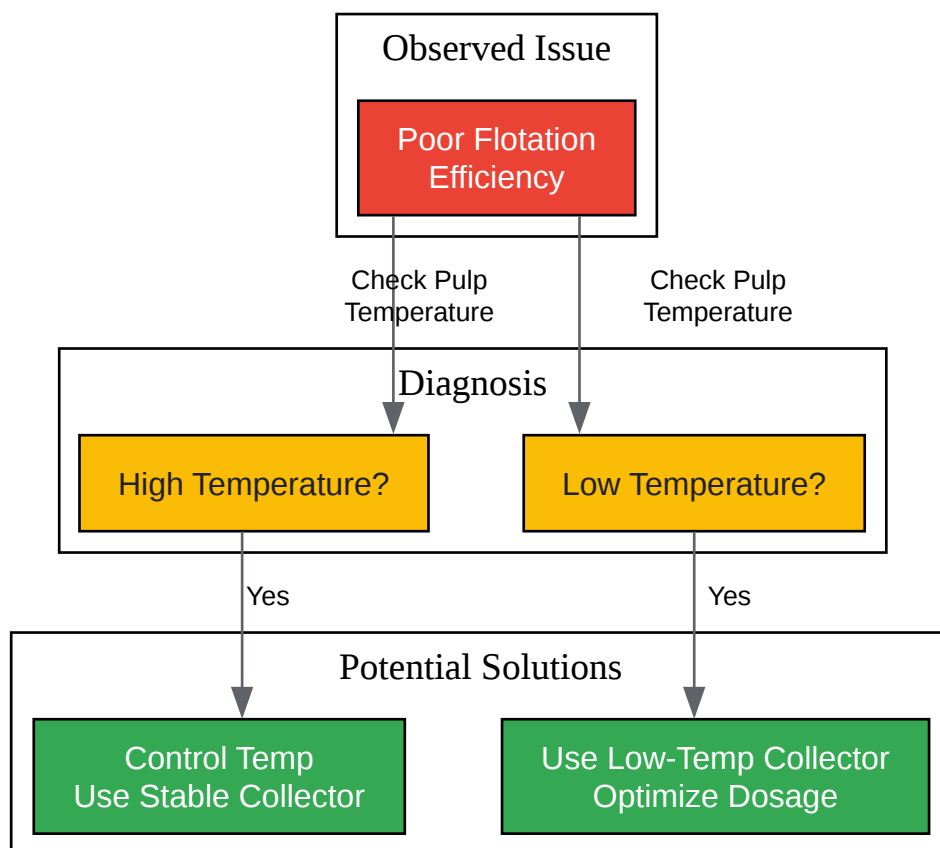 Observed Issue
Poor Flotation
Efficiency
Check Pulp
Temperature
Check Pulp
Temperature
Diagnosis
High Temperature?
Low Temperature?
Yes
Yes
Potential Solutions
Control Temp
Use Stable Collector
Use Low-Temp Collector
Optimize Dosage